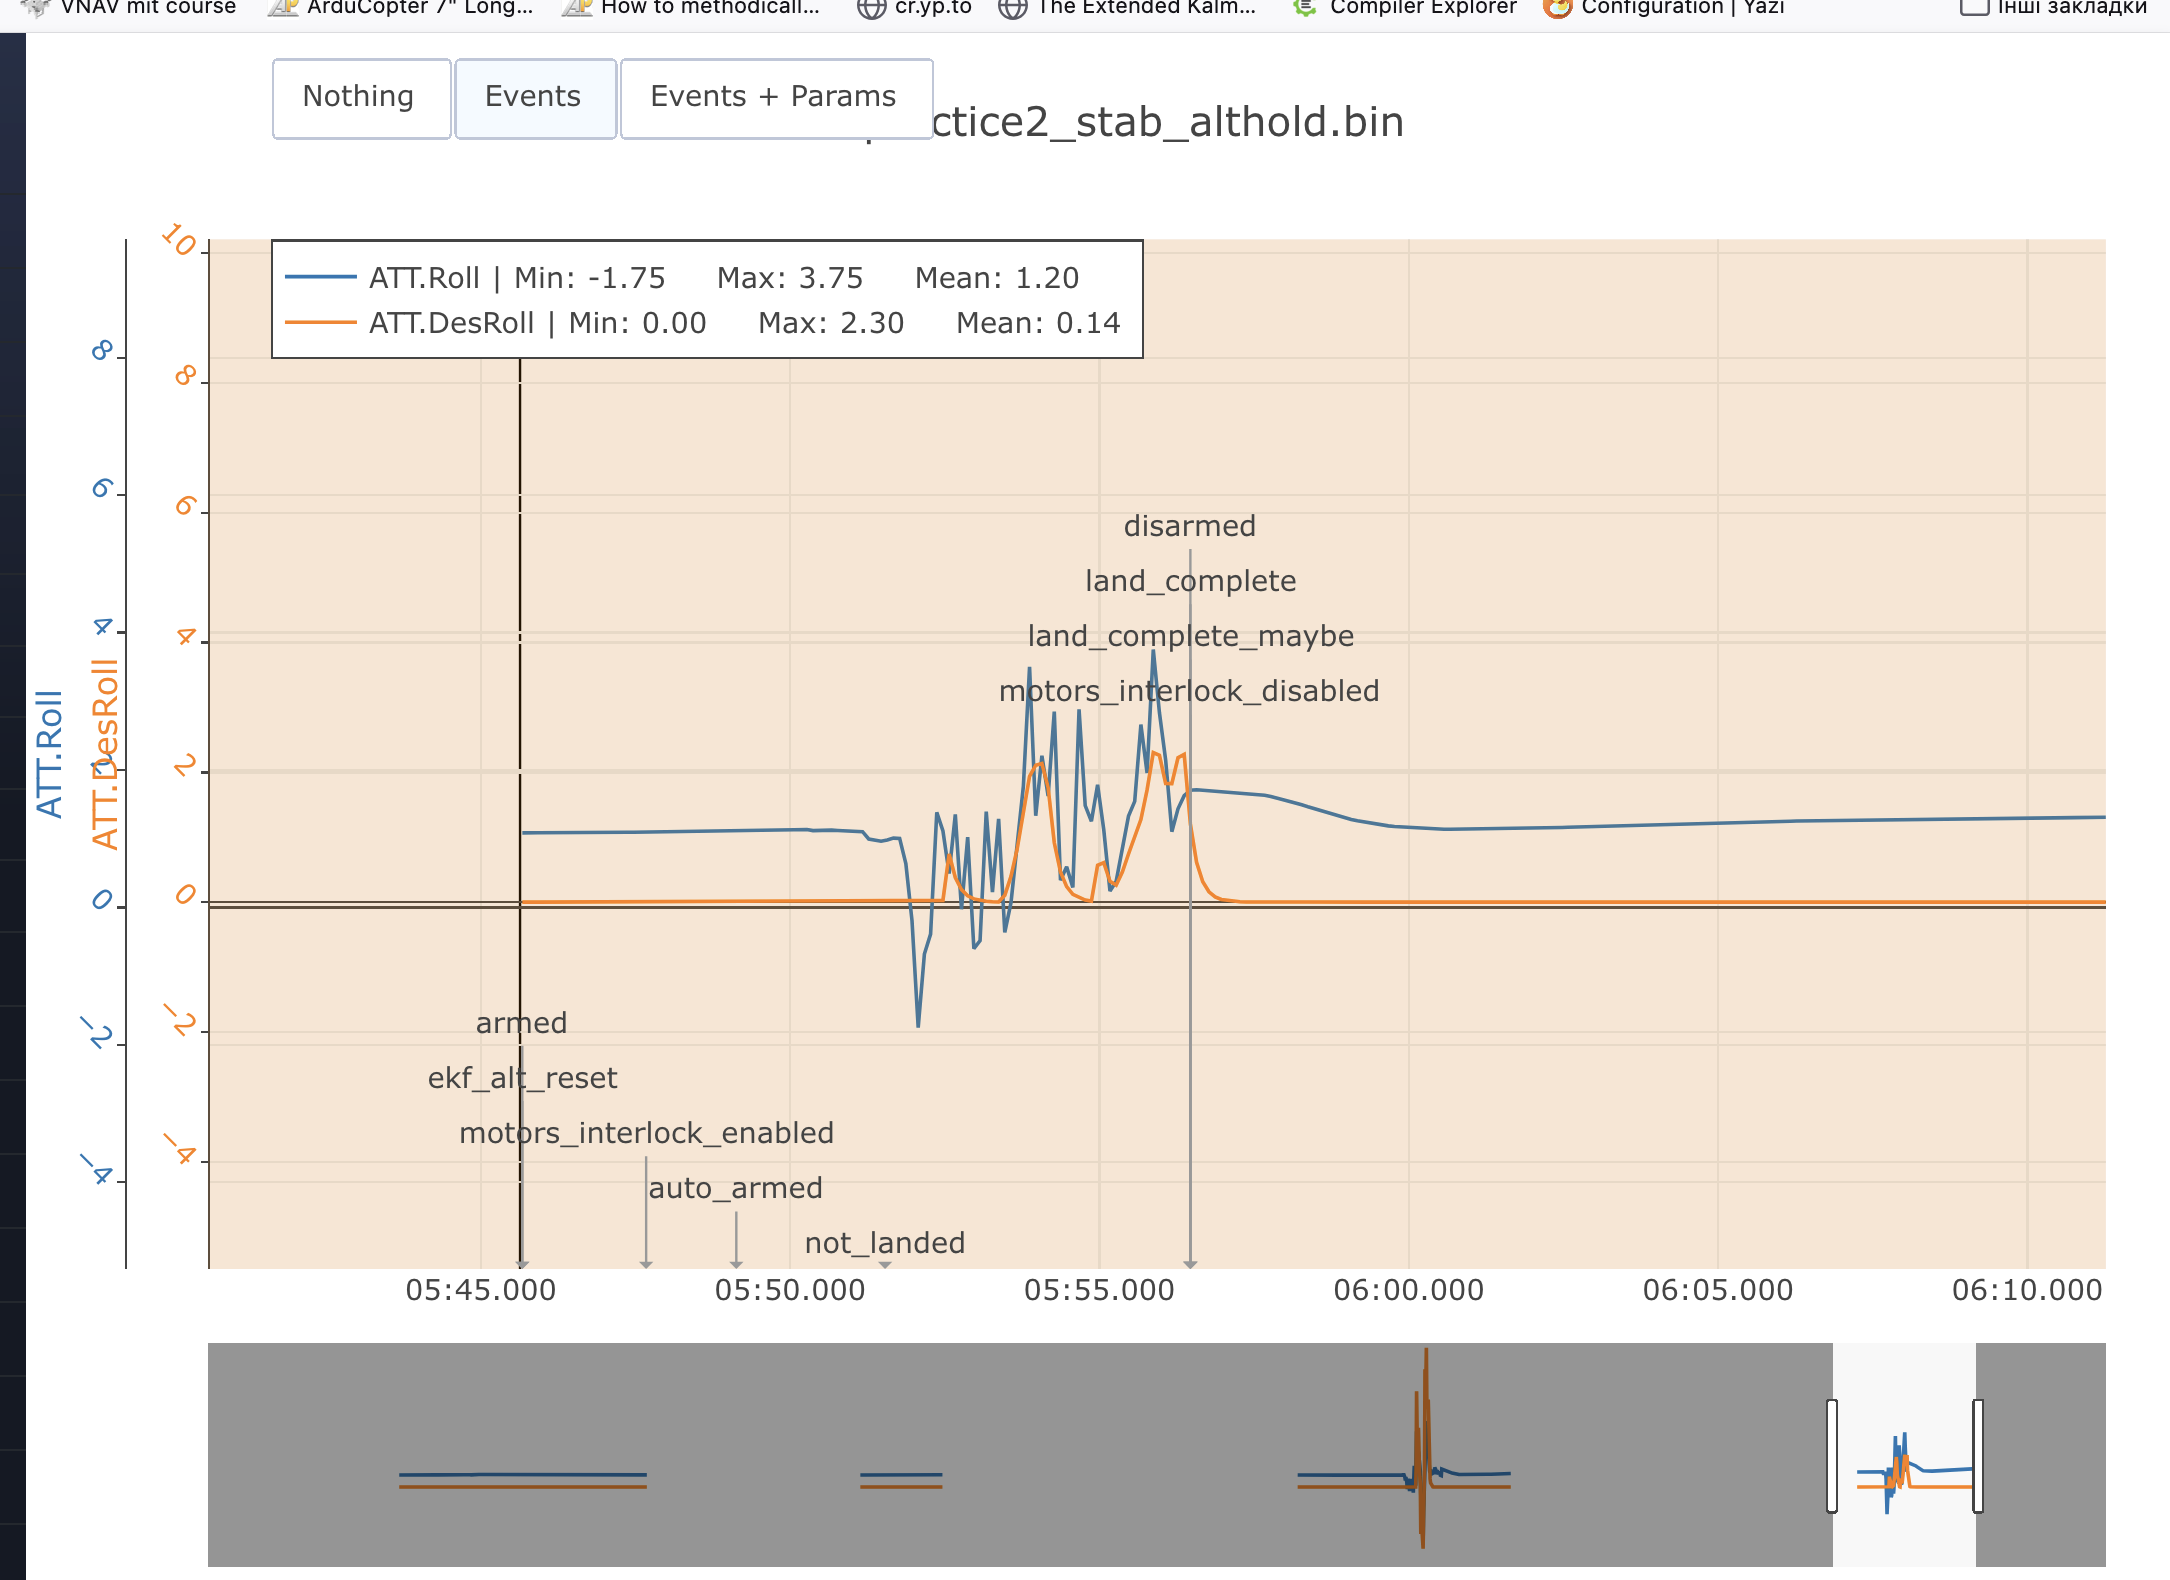 VNAV mit course ArduCopter 7" Long... How to methodicall... cr.yp.to The Extended Kalm... Compiler Explorer Configuration | Yazi Інші закладки
Nothing Events Events + Params
ctice2_stab_althold.bin
ATT.Roll | Min: -1.75 Max: 3.75 Mean: 1.20
ATT.DesRoll | Min: 0.00 Max: 2.30 Mean: 0.14
10
8
6
4
2
0
−2
−4
8
6
4
2
0
−2
−4
ATT.Roll
ATT.DesRoll
disarmed
land_complete
land_complete_maybe
motors_interlock_disabled
armed
ekf_alt_reset
motors_interlock_enabled
auto_armed
not_landed
05:45.000 05:50.000 05:55.000 06:00.000 06:05.000 06:10.000